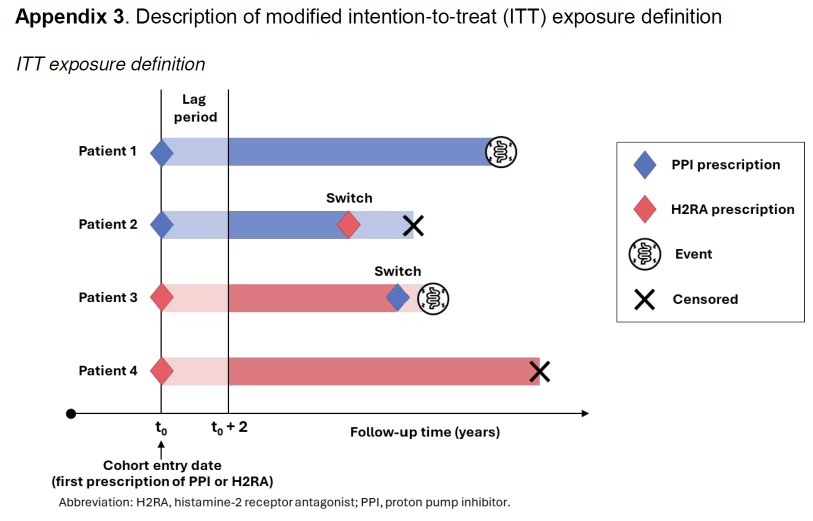 Appendix 3. Description of modified intention-to-treat (ITT) exposure definition
ITT exposure definition
Lag
period
Patient 1
Switch
Patient 2
Switch
Patient 3
Patient 4
t₀
t₀ + 2
Follow-up time (years)
Cohort entry date
(first prescription of PPI or H2RA)
PPI prescription
H2RA prescription
Event
Censored
Abbreviation: H2RA, histamine-2 receptor antagonist; PPI, proton pump inhibitor.